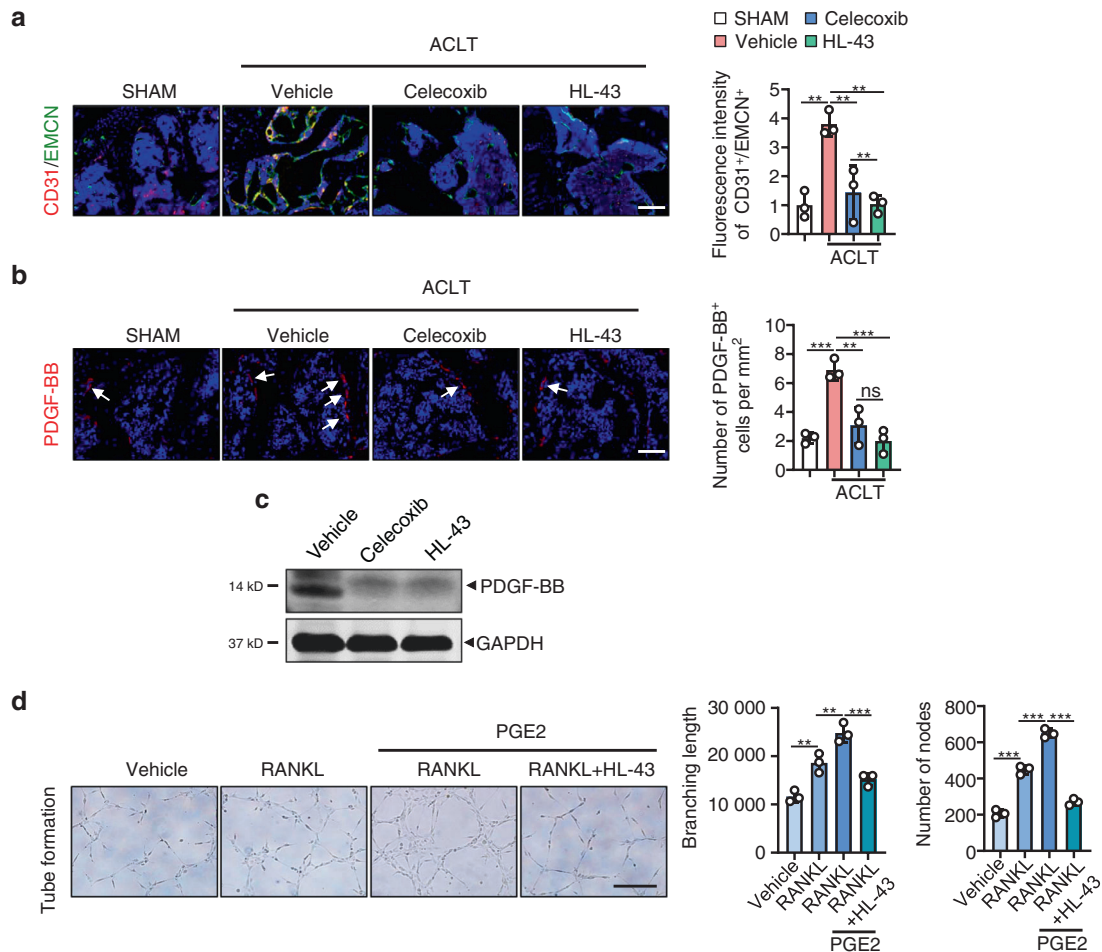 a
ACLT
SHAM Vehicle Celecoxib HL-43
CD31/EMCN
SHAM Celecoxib
Vehicle HL-43
Fluorescence intensity
of CD31+/EMCN+
5
4
3
2
1
0
** ** **
**
ACLT
b
ACLT
SHAM Vehicle Celecoxib HL-43
PDGF-BB
Number of PDGF-BB+
cells per mm2
10
8
6
4
2
0
***
*** **
ns
ACLT
c
Vehicle Celecoxib HL-43
14 kD PDGF-BB
37 kD GAPDH
d
PGE2
Vehicle RANKL RANKL RANKL+HL-43
Tube formation
Branching length
30 000
20 000
10 000
0
** ** ***
Vehicle
RANKL
RANKL
RANKL
+HL-43
PGE2
Number of nodes
800
600
400
200
0
*** *** ***
Vehicle
RANKL
RANKL
RANKL
+HL-43
PGE2